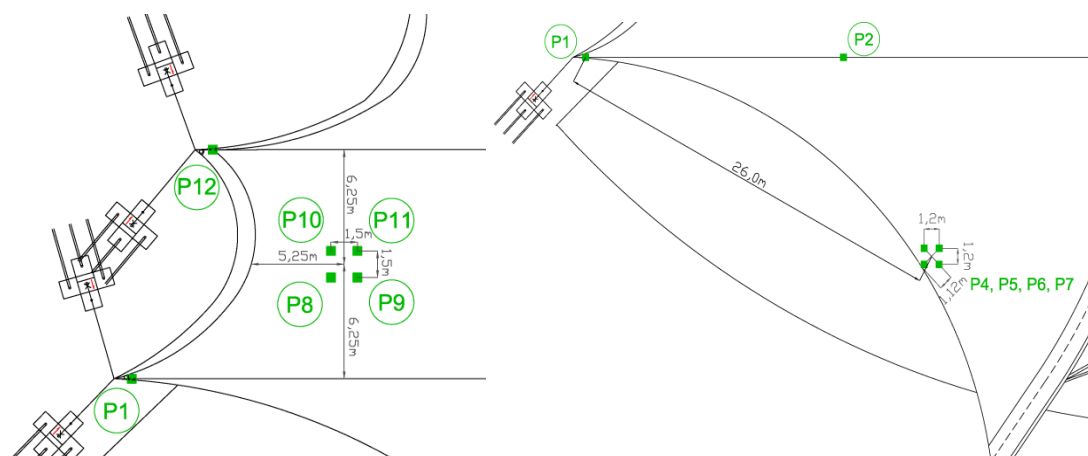 P12
6,25m
P10
P11
1,5m
5,25m
1,5m
P8
P9
6,25m
P1
P1
P2
26,0m
1,2m
1,2m
P4, P5, P6, P7
1,12m